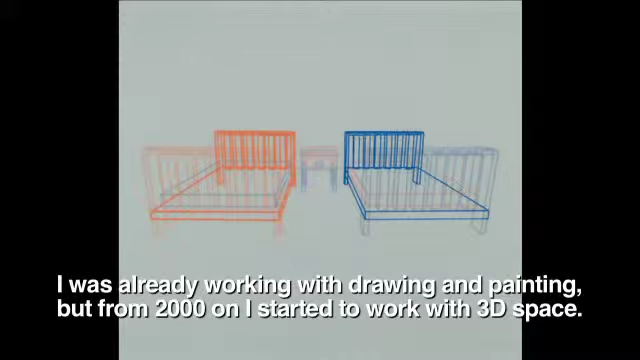 I was already working with drawing and painting,
but from 2000 on I started to work with 3D space.